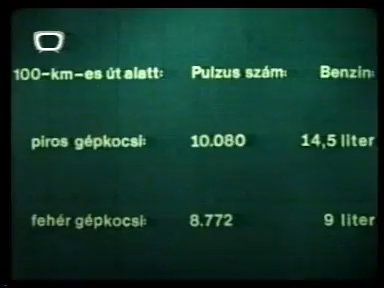 100-km-es út alatt: Pulzus szám: Benzin:
piros gépkocsi: 10.080 14,5 liter
fehér gépkocsi: 8.772 9 liter